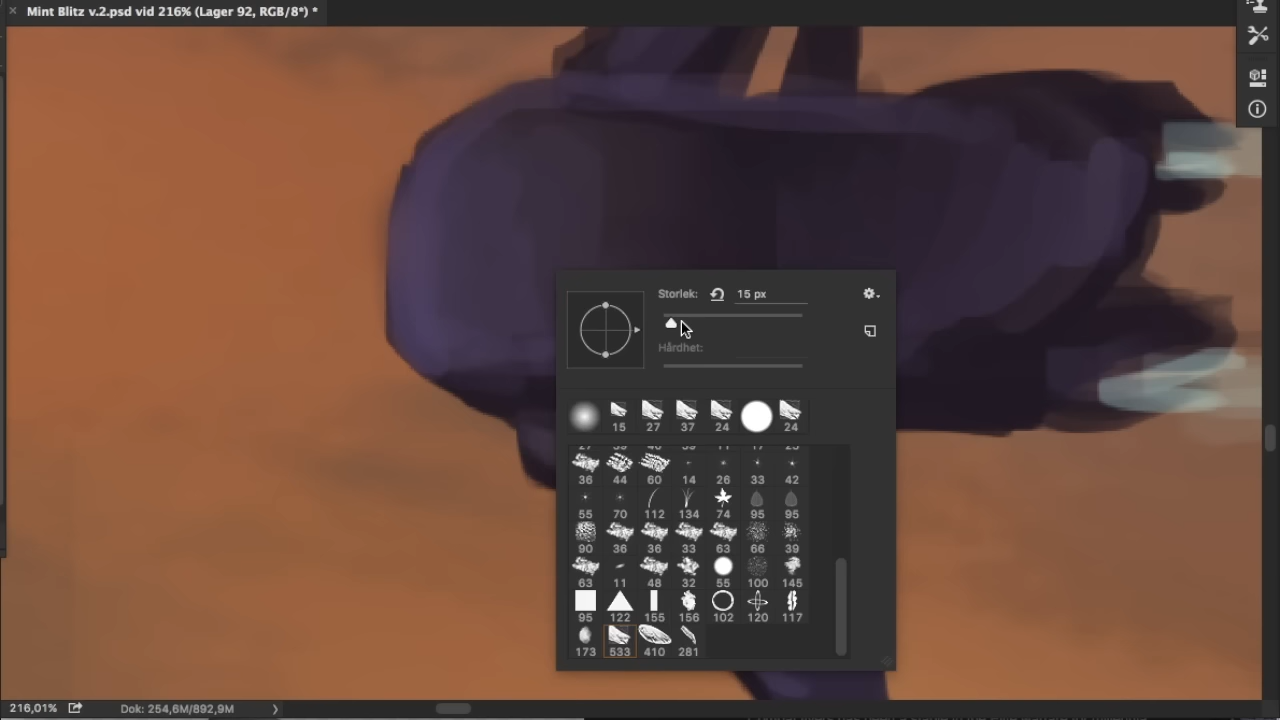 × Mint Blitz v.2.psd vid 216% (Lager 92, RGB/8*) *
Storlek: 15 px
Hårdhet:
15 27 37 24 24
36 44 60 14 26 33 42
55 70 112 134 74 95 95
90 36 36 33 63 66 39
63 11 48 32 55 100 145
95 122 155 156 102 120 117
173 533 410 281
216,01% Dok: 254,6M/892,9M